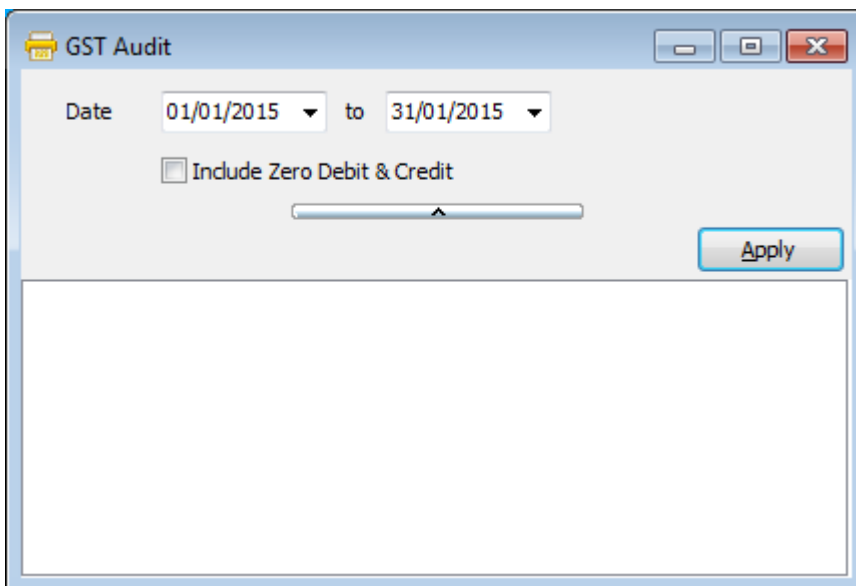 GST Audit
Date 01/01/2015 to 31/01/2015
Include Zero Debit & Credit
Apply